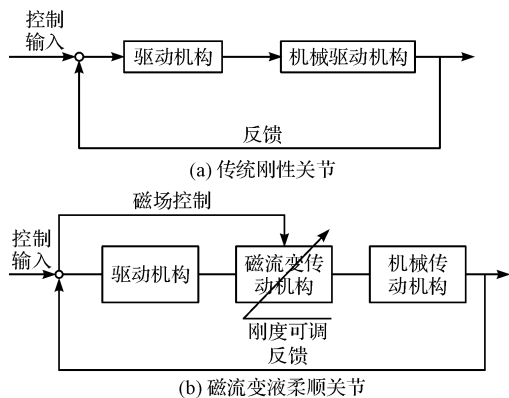 控制
输入
驱动机构
机械驱动机构
反馈
(a) 传统刚性关节
磁场控制
控制
输入
驱动机构
磁流变传
动机构
机械传
动机构
刚度可调
反馈
(b) 磁流变液柔顺关节